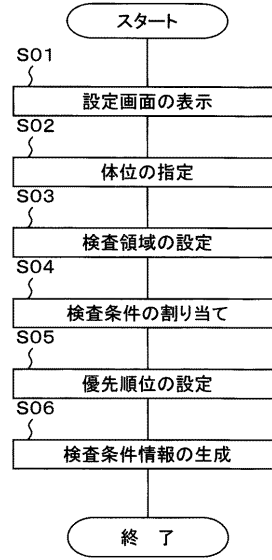 スタート
S01
設定画面の表示
S02
体位の指定
S03
検査領域の設定
S04
検査条件の割り当て
S05
優先順位の設定
S06
検査条件情報の生成
終 了